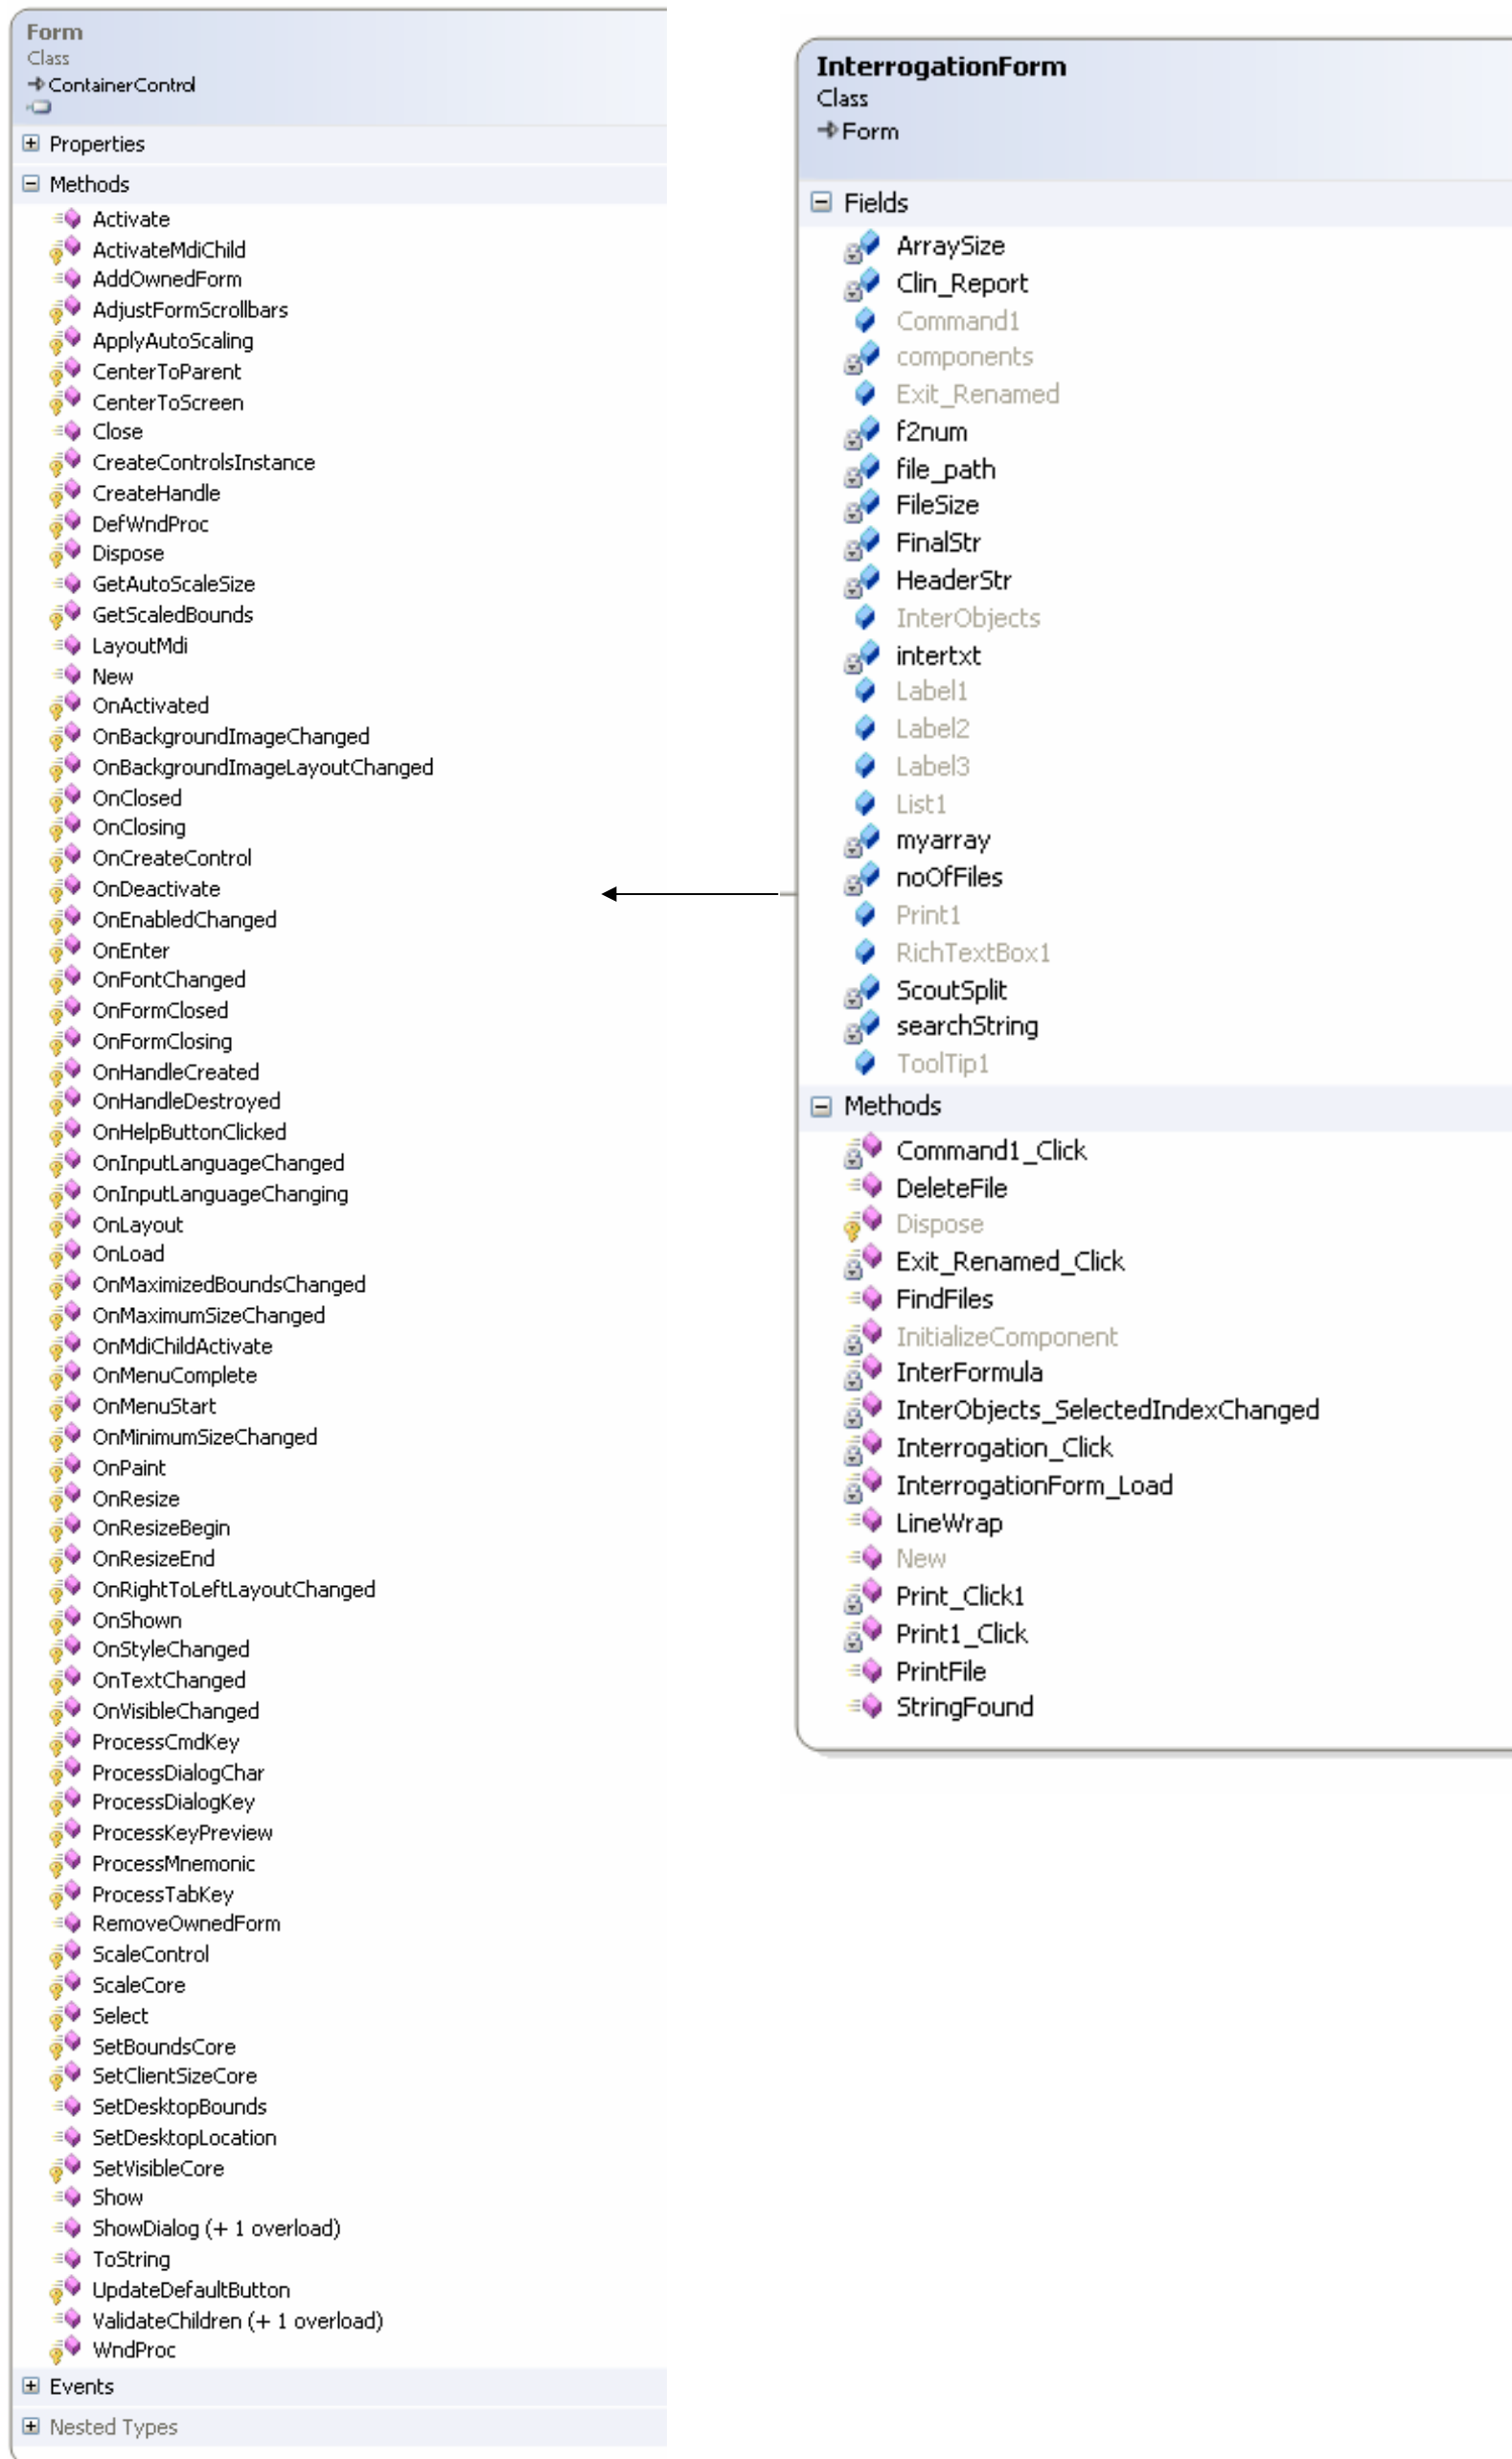 Form
Class
ContainerControl
Properties
Methods
Activate
ActivateMdiChild
AddOwnedForm
AdjustFormScrollbars
ApplyAutoScaling
CenterToParent
CenterToScreen
Close
CreateControlsInstance
CreateHandle
DefWndProc
Dispose
GetAutoScaleSize
GetScaledBounds
LayoutMdi
New
OnActivated
OnBackgroundImageChanged
OnBackgroundImageLayoutChanged
OnClosed
OnClosing
OnCreateControl
OnDeactivate
OnEnabledChanged
OnEnter
OnFontChanged
OnFormClosed
OnFormClosing
OnHandleCreated
OnHandleDestroyed
OnHelpButtonClicked
OnInputLanguageChanged
OnInputLanguageChanging
OnLayout
OnLoad
OnMaximizedBoundsChanged
OnMaximumSizeChanged
OnMdiChildActivate
OnMenuComplete
OnMenuStart
OnMinimumSizeChanged
OnPaint
OnResize
OnResizeBegin
OnResizeEnd
OnRightToLeftLayoutChanged
OnShown
OnStyleChanged
OnTextChanged
OnVisibleChanged
ProcessCmdKey
ProcessDialogChar
ProcessDialogKey
ProcessKeyPreview
ProcessMnemonic
ProcessTabKey
RemoveOwnedForm
ScaleControl
ScaleCore
Select
SetBoundsCore
SetClientSizeCore
SetDesktopBounds
SetDesktopLocation
SetVisibleCore
Show
ShowDialog (+ 1 overload)
ToString
UpdateDefaultButton
ValidateChildren (+ 1 overload)
WndProc
Events
Nested Types
InterrogationForm
Class
Form
Fields
ArraySize
Clin_Report
Command1
components
Exit_Renamed
f2num
file_path
FileSize
FinalStr
HeaderStr
InterObjects
intertxt
Label1
Label2
Label3
List1
myarray
noOfFiles
Print1
RichTextBox1
ScoutSplit
searchString
ToolTip1
Methods
Command1_Click
DeleteFile
Dispose
Exit_Renamed_Click
FindFiles
InitializeComponent
InterFormula
InterObjects_SelectedIndexChanged
Interrogation_Click
InterrogationForm_Load
LineWrap
New
Print_Click1
Print1_Click
PrintFile
StringFound